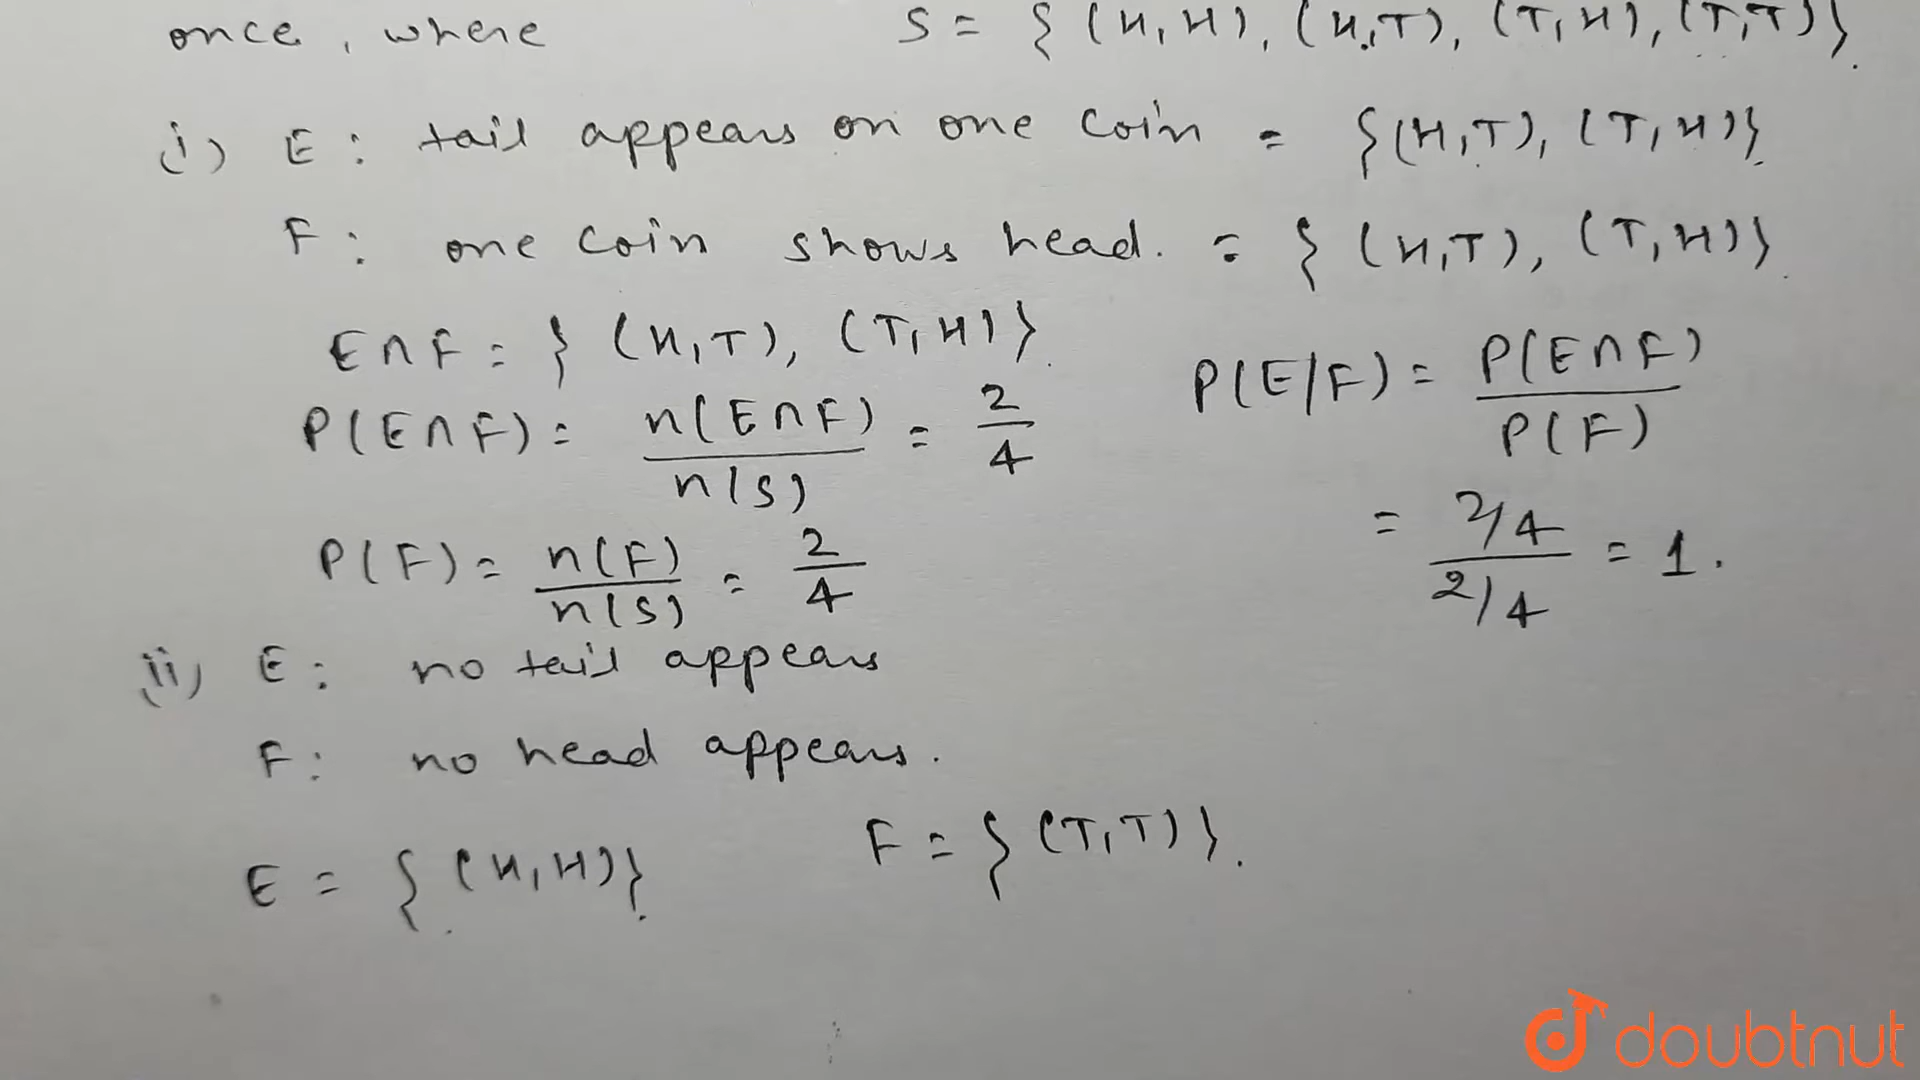 once, where S = { (H,H), (H,T), (T,H), (T,T)}.
i) E : tail appears on one coin = {(H,T), (T,H)}
F : one coin shows head. = { (H,T), (T,H)}
E∩F = { (H,T), (T,H)}.
P(E∩F) = n(E∩F)/n(S) = 2/4
P(E/F) = P(E∩F)/P(F)
P(F) = n(F)/n(S) = 2/4
= 2/4 / 2/4 = 1.
ii) E : no tail appears
F : no head appears.
E = { (H,H)}. F = { (T,T)}.
doubtnut